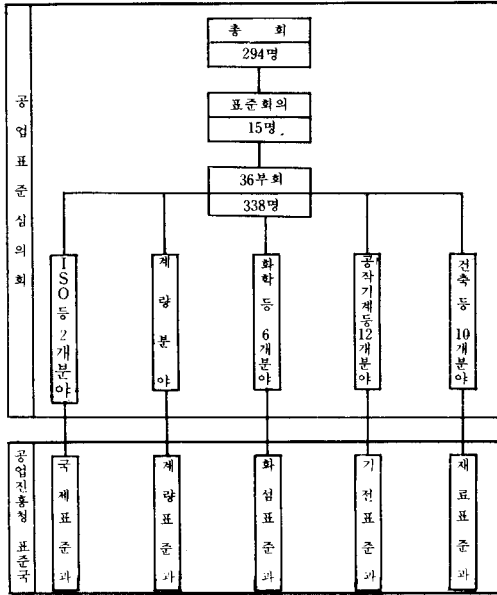 총 회
294명
표준회의
15명
36부회
338명
공업표준심의회
ISO 등 2개분야
계량분야
화학 등 6개분야
공작기계등 12개분야
건축 등 10개분야
공업진흥청 표준국
국제표준과
계량표준과
화섬표준과
기전표준과
재료표준과